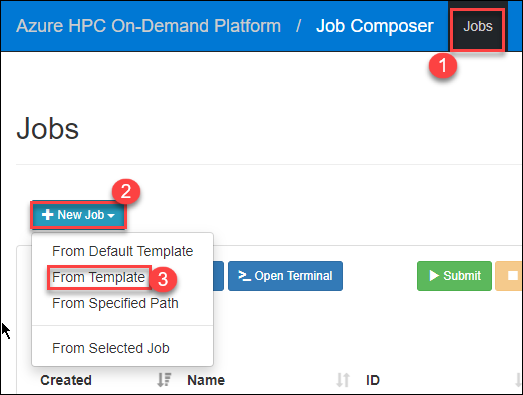 Azure HPC On-Demand Platform / Job Composer Jobs
1
Jobs
2
New Job
From Default Template
From Template 3
Open Terminal
Submit
From Specified Path
From Selected Job
Created Name ID